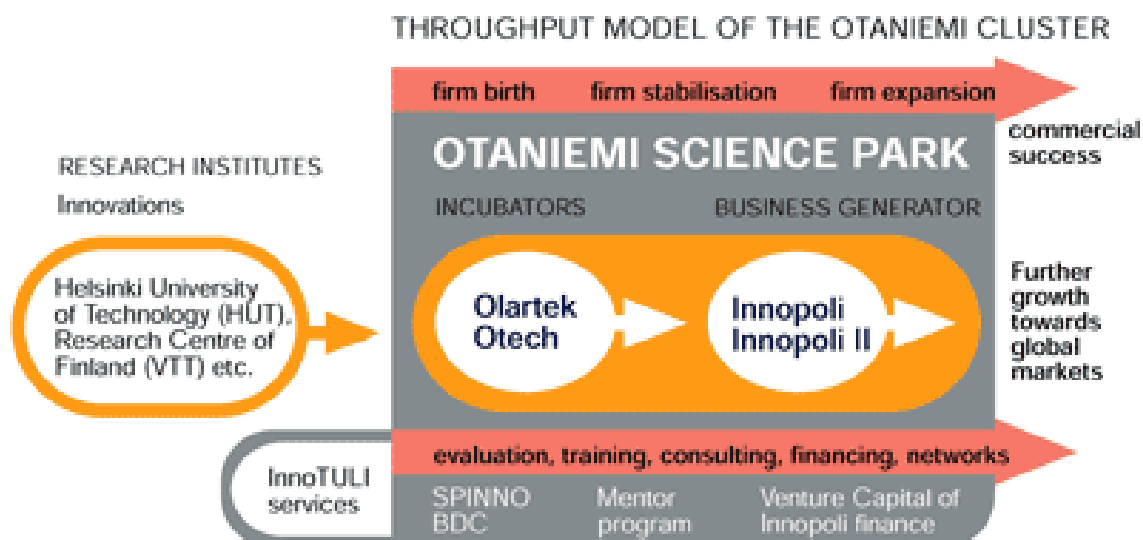 THROUGHPUT MODEL OF THE OTANIEMI CLUSTER
firm birth firm stabilisation firm expansion
commercial
success
OTANIEMI SCIENCE PARK
RESEARCH INSTITUTES
Innovations
INCUBATORS BUSINESS GENERATOR
Helsinki University
of Technology (HUT),
Research Centre of
Finland (VTT) etc.
Olartek
Otech
Innopoli
Innopoli II
Further
growth
towards
global
markets
evaluation, training, consulting, financing, networks
InnoTULI
services
SPINNO
BDC
Mentor
program
Venture Capital of
Innopoli finance